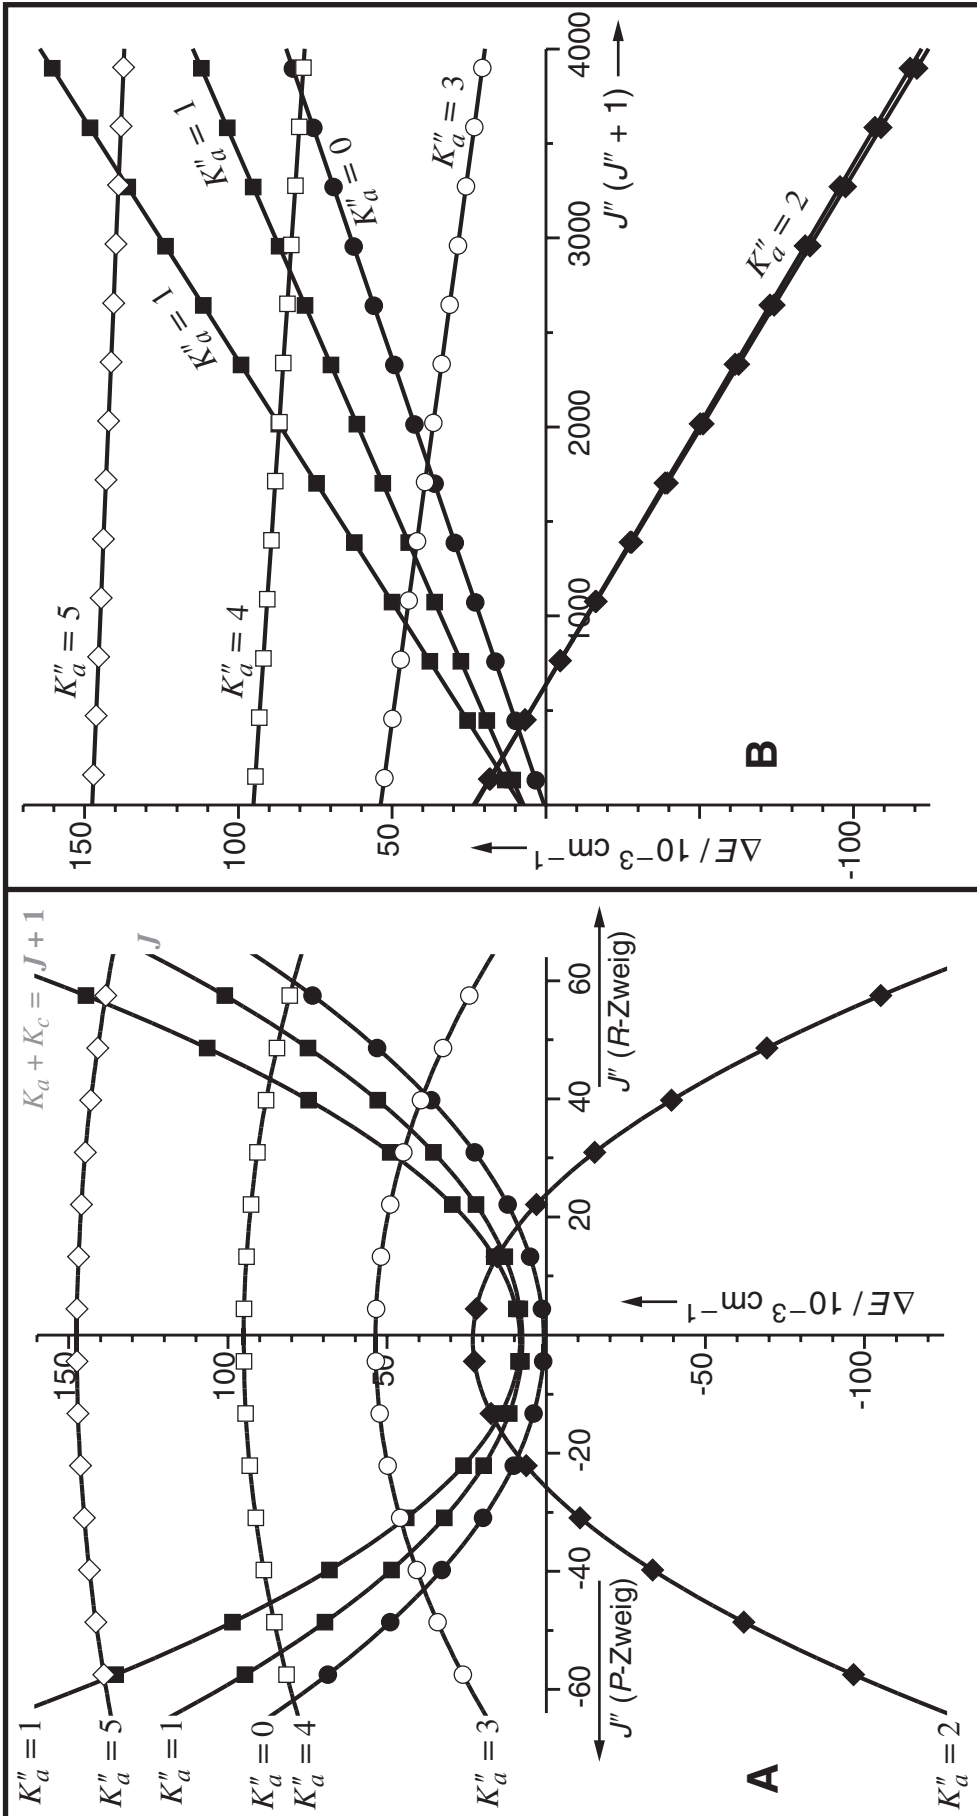 A
K″a = 1
K″a = 5
K″a = 1
K″a = 0
K″a = 4
K″a = 3
K″a = 2
Ka + Kc = J + 1
J
150
100
50
-50
-100
ΔE / 10⁻³ cm⁻¹
-60
-40
-20
20
40
60
J″ (P-Zweig)
J″ (R-Zweig)
B
K″a = 5
K″a = 4
K″a = 1
K″a = 1
K″a = 0
K″a = 3
K″a = 2
150
100
50
-100
ΔE / 10⁻³ cm⁻¹
1000
2000
3000
4000
J″ (J″ + 1)